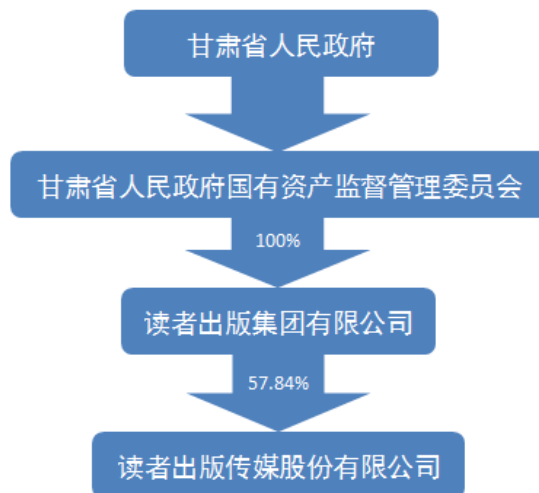 甘肃省人民政府
甘肃省人民政府国有资产监督管理委员会
100%
读者出版集团有限公司
57.84%
读者出版传媒股份有限公司